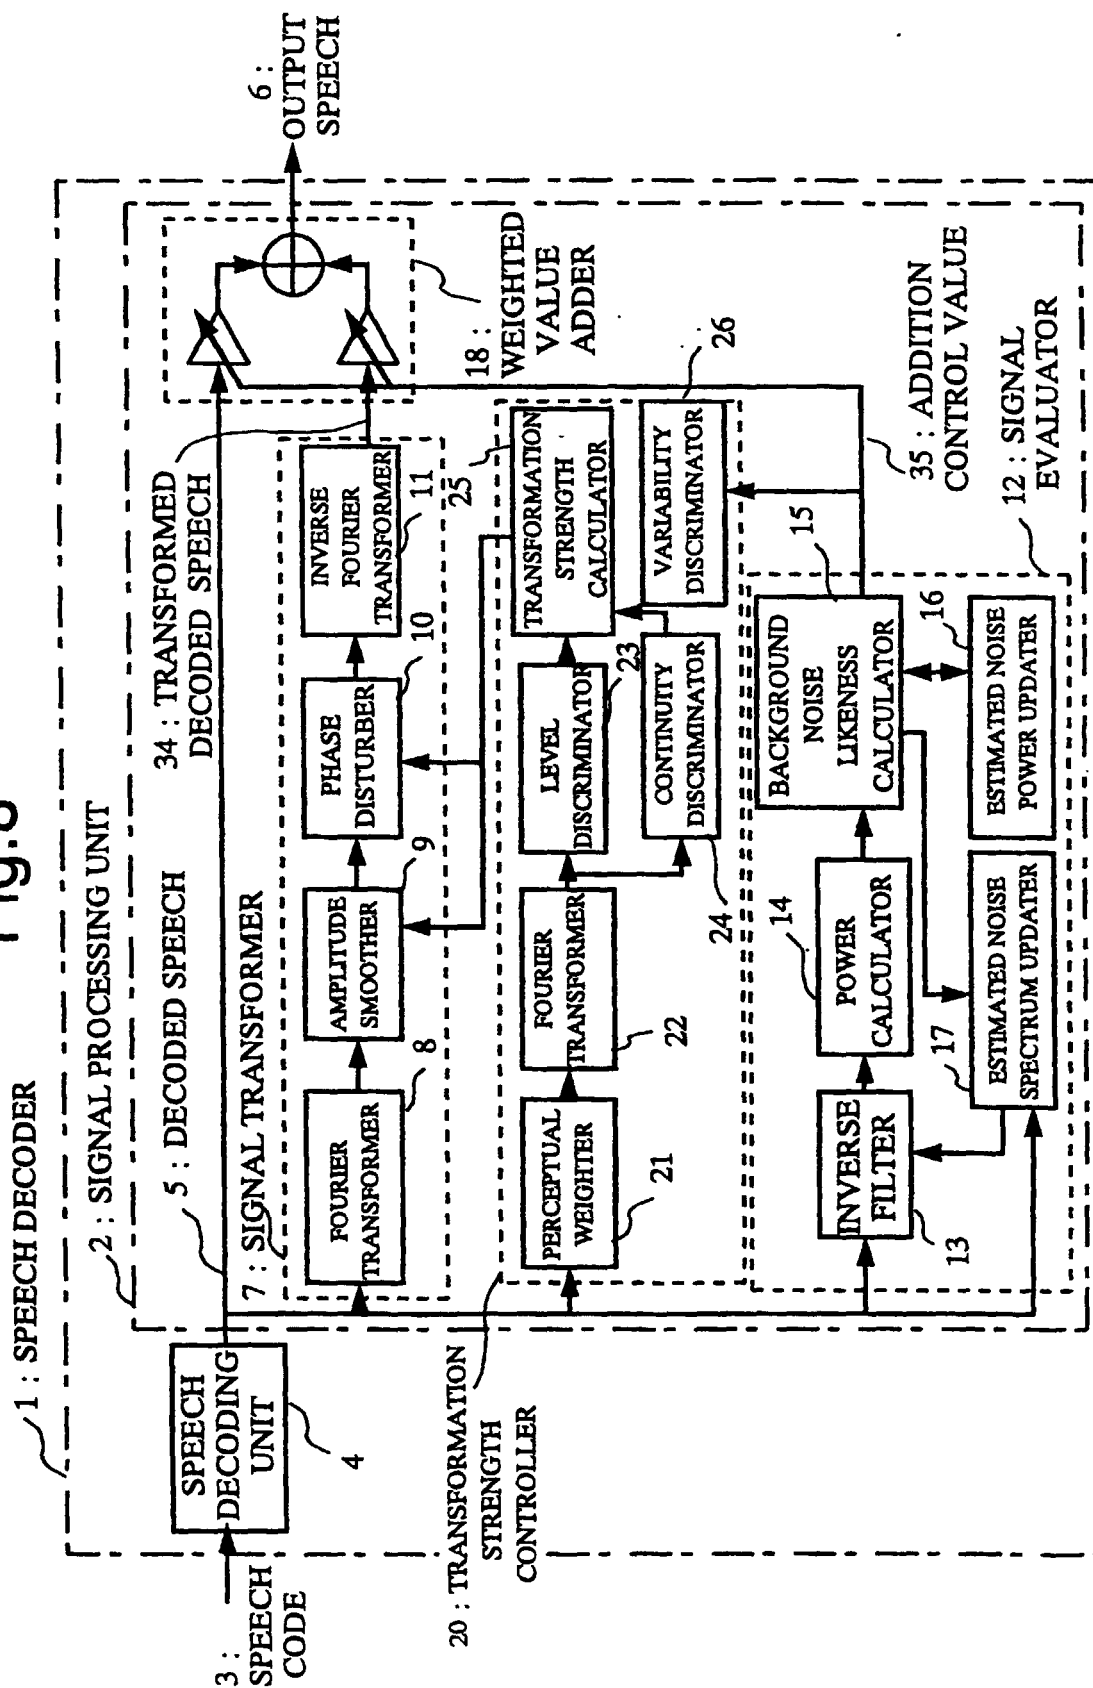 1 : SPEECH DECODER
2 : SIGNAL PROCESSING UNIT
3 :
SPEECH
CODE
SPEECH
DECODING
UNIT
4
5 : DECODED SPEECH
34 : TRANSFORMED
DECODED SPEECH
6 :
OUTPUT
SPEECH
7 : SIGNAL TRANSFORMER
FOURIER
TRANSFORMER
8
AMPLITUDE
SMOOTHER
9
PHASE
DISTURBER
10
INVERSE
FOURIER
TRANSFORMER
11
18 :
WEIGHTED
VALUE
ADDER
20 : TRANSFORMATION
STRENGTH
CONTROLLER
PERCEPTUAL
WEIGHTER
21
FOURIER
TRANSFORMER
22
LEVEL
DISCRIMINATOR
23
CONTINUITY
DISCRIMINATOR
24
TRANSFORMATION
STRENGTH
CALCULATOR
25
VARIABILITY
DISCRIMINATOR
26
INVERSE
FILTER
13
POWER
CALCULATOR
14
BACKGROUND
NOISE
LIKENESS
CALCULATOR
15
ESTIMATED NOISE
POWER UPDATER
16
ESTIMATED NOISE
SPECTRUM UPDATER
17
35 : ADDITION
CONTROL VALUE
12 : SIGNAL
EVALUATOR